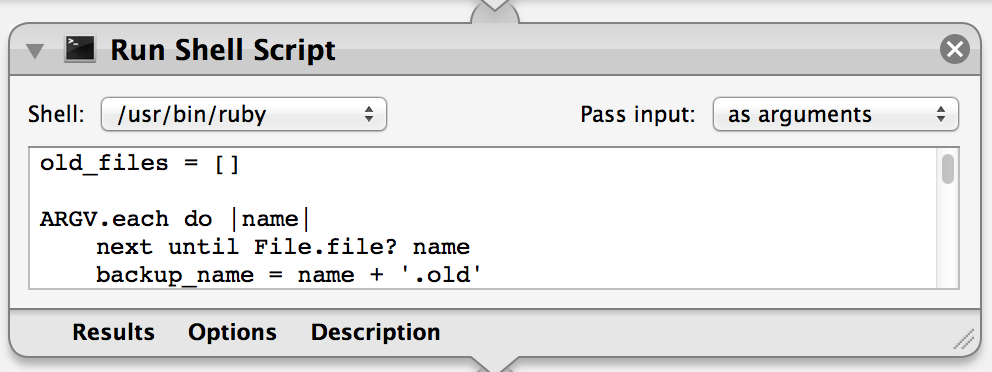 Run Shell Script
Shell: /usr/bin/ruby Pass input: as arguments
old_files = []
ARGV.each do |name|
    next until File.file? name
    backup_name = name + '.old'
Results Options Description